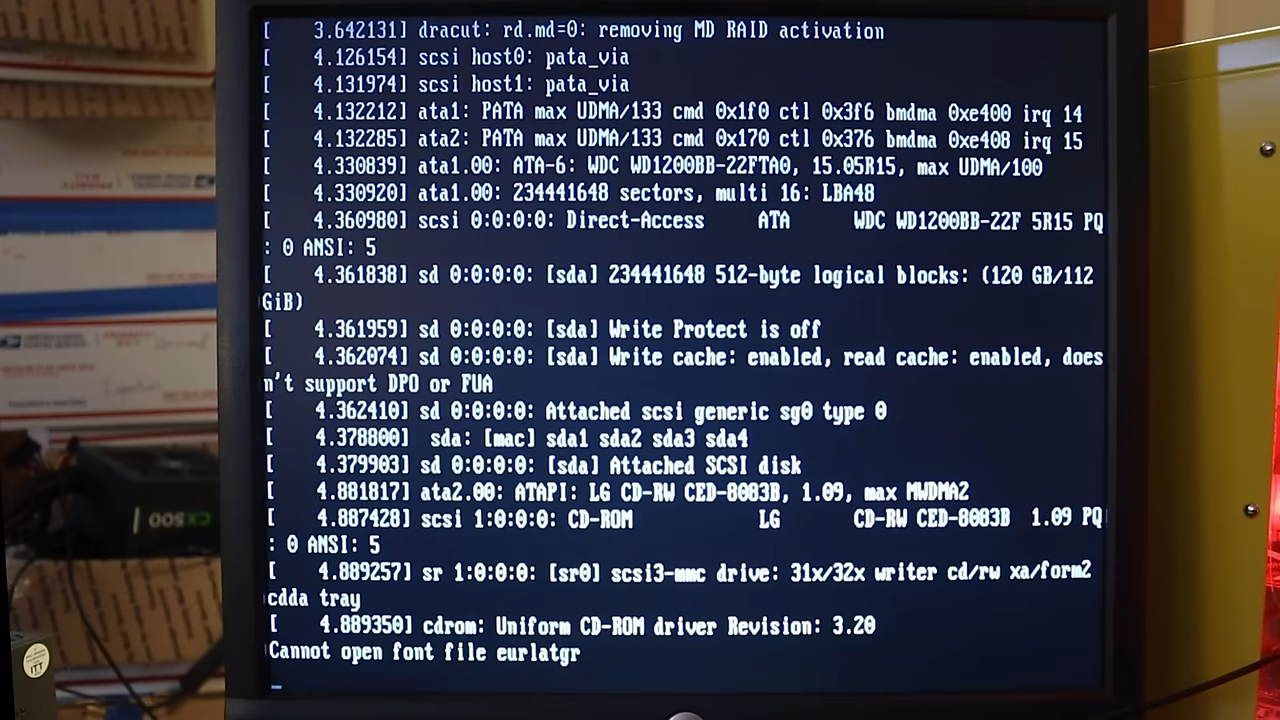 [    3.642131] dracut: rd.md=0: removing MD RAID activation
[    4.126154] scsi host0: pata_via
[    4.131974] scsi host1: pata_via
[    4.132212] ata1: PATA max UDMA/133 cmd 0x1f0 ctl 0x3f6 bmdma 0xe400 irq 14
[    4.132285] ata2: PATA max UDMA/133 cmd 0x170 ctl 0x376 bmdma 0xe408 irq 15
[    4.330839] ata1.00: ATA-6: WDC WD1200BB-22FTA0, 15.05R15, max UDMA/100
[    4.330920] ata1.00: 234441648 sectors, multi 16: LBA48
[    4.360980] scsi 0:0:0:0: Direct-Access     ATA      WDC WD1200BB-22F 5R15 PQ
: 0 ANSI: 5
[    4.361838] sd 0:0:0:0: [sda] 234441648 512-byte logical blocks: (120 GB/112
GiB)
[    4.361959] sd 0:0:0:0: [sda] Write Protect is off
[    4.362074] sd 0:0:0:0: [sda] Write cache: enabled, read cache: enabled, does
n't support DPO or FUA
[    4.362410] sd 0:0:0:0: Attached scsi generic sg0 type 0
[    4.378800]  sda: [mac] sda1 sda2 sda3 sda4
[    4.379903] sd 0:0:0:0: [sda] Attached SCSI disk
[    4.881817] ata2.00: ATAPI: LG CD-RW CED-8083B, 1.09, max MWDMA2
[    4.887428] scsi 1:0:0:0: CD-ROM            LG       CD-RW CED-8083B  1.09 PQ
: 0 ANSI: 5
[    4.889257] sr 1:0:0:0: [sr0] scsi3-mmc drive: 31x/32x writer cd/rw xa/form2
cdda tray
[    4.889350] cdrom: Uniform CD-ROM driver Revision: 3.20
Cannot open font file eurlatgr
CX500
ITT